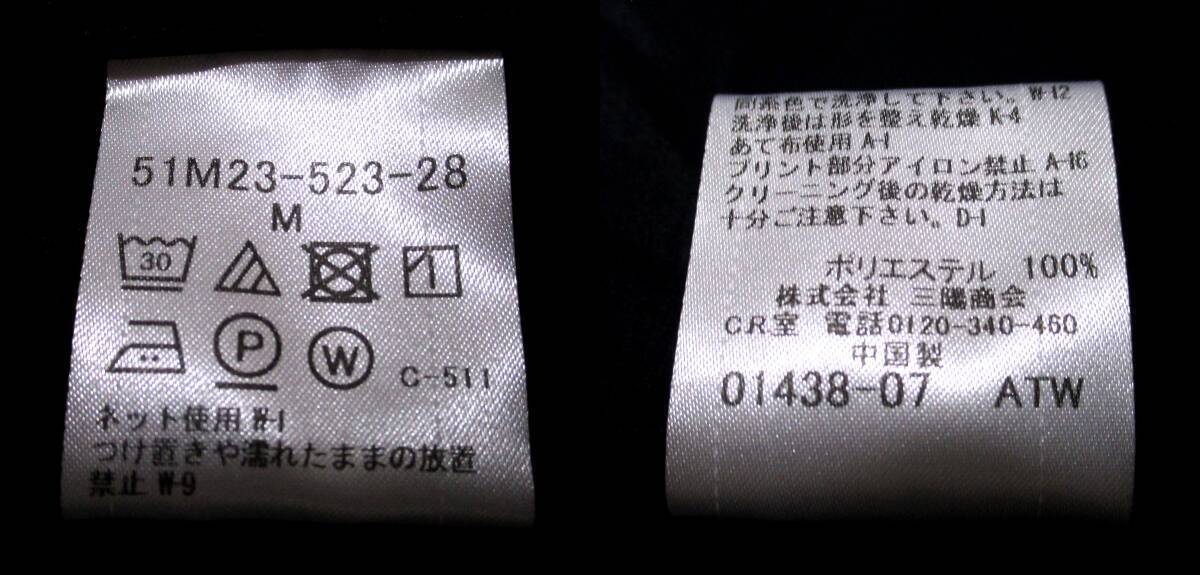 51M23-523-28
M
30
1
P
W
C-511
ネット使用 W-1
つけ置きや濡れたままの放置
禁止 W-9
同系色で洗浄して下さい。W-12
洗浄後は形を整え乾燥 K-4
あて布使用 A-1
プリント部分アイロン禁止 A-16
クリーニング後の乾燥方法は
十分ご注意下さい。D-1
ポリエステル 100%
株式会社 三陽商会
C.R室 電話0120-340-460
中国製
01438-07 ATW